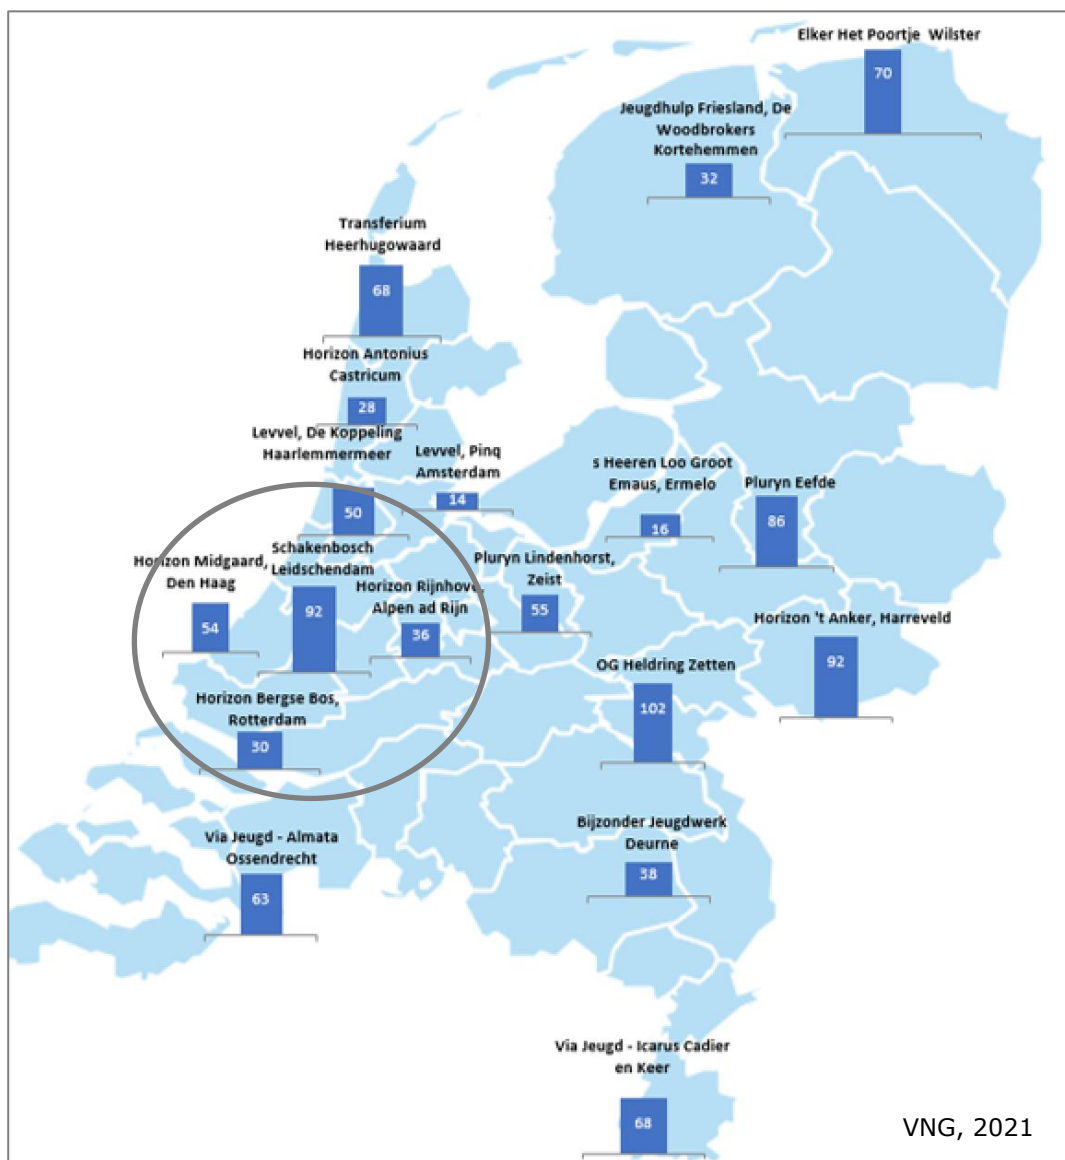 Elker Het Poortje Wilster
70
Jeugdhulp Friesland, De
Woodbrokers
Kortehemmen
32
Transferium
Heerhugowaard
68
Horizon Antonius
Castricum
28
Levvel, De Koppeling
Haarlemmermeer
50
Levvel, Pinq
Amsterdam
14
s Heeren Loo Groot
Emaus, Ermelo
16
Pluryn Eefde
86
Horizon Midgaard,
Den Haag
54
Schakenbosch
Leidschendam
92
Horizon Rijnhove,
Alpen ad Rijn
36
Pluryn Lindenhorst,
Zeist
55
Horizon 't Anker, Harreveld
92
OG Heldring Zetten
102
Horizon Bergse Bos,
Rotterdam
30
Bijzonder Jeugdwerk
Deurne
38
Via Jeugd - Almata
Ossendrecht
63
Via Jeugd - Icarus Cadier
en Keer
68
VNG, 2021